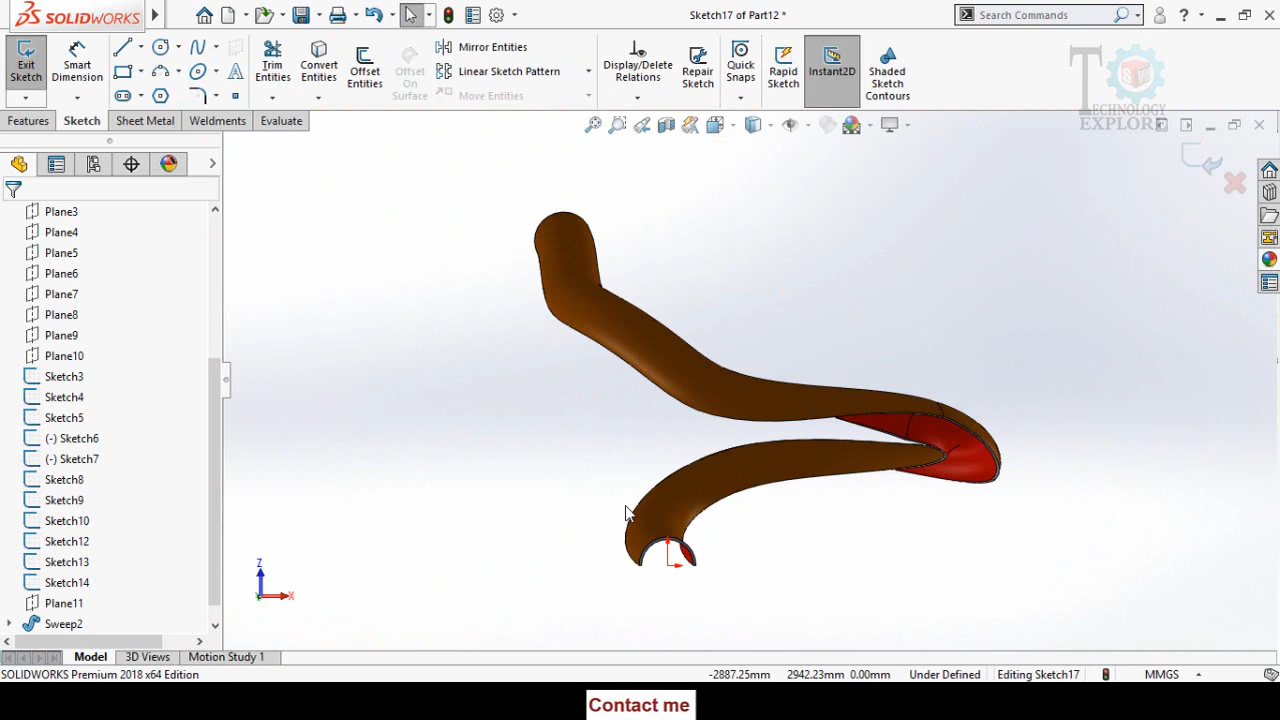 SOLIDWORKS
Sketch17 of Part12 *
Search Commands
?
Exit Sketch
Smart Dimension
Trim Entities
Convert Entities
Offset Entities
Offset On Surface
Mirror Entities
Linear Sketch Pattern
Move Entities
Display/Delete Relations
Repair Sketch
Quick Snaps
Rapid Sketch
Instant2D
Shaded Sketch Contours
TECHNOLOGY EXPLOR
SW
Features
Sketch
Sheet Metal
Weldments
Evaluate
Plane3
Plane4
Plane5
Plane6
Plane7
Plane8
Plane9
Plane10
Sketch3
Sketch4
Sketch5
(-) Sketch6
(-) Sketch7
Sketch8
Sketch9
Sketch10
Sketch12
Sketch13
Sketch14
Plane11
Sweep2
Z
X
Model
3D Views
Motion Study 1
SOLIDWORKS Premium 2018 x64 Edition
-2887.25mm
2942.23mm
0.00mm
Under Defined
Editing Sketch17
MMGS
Contact me